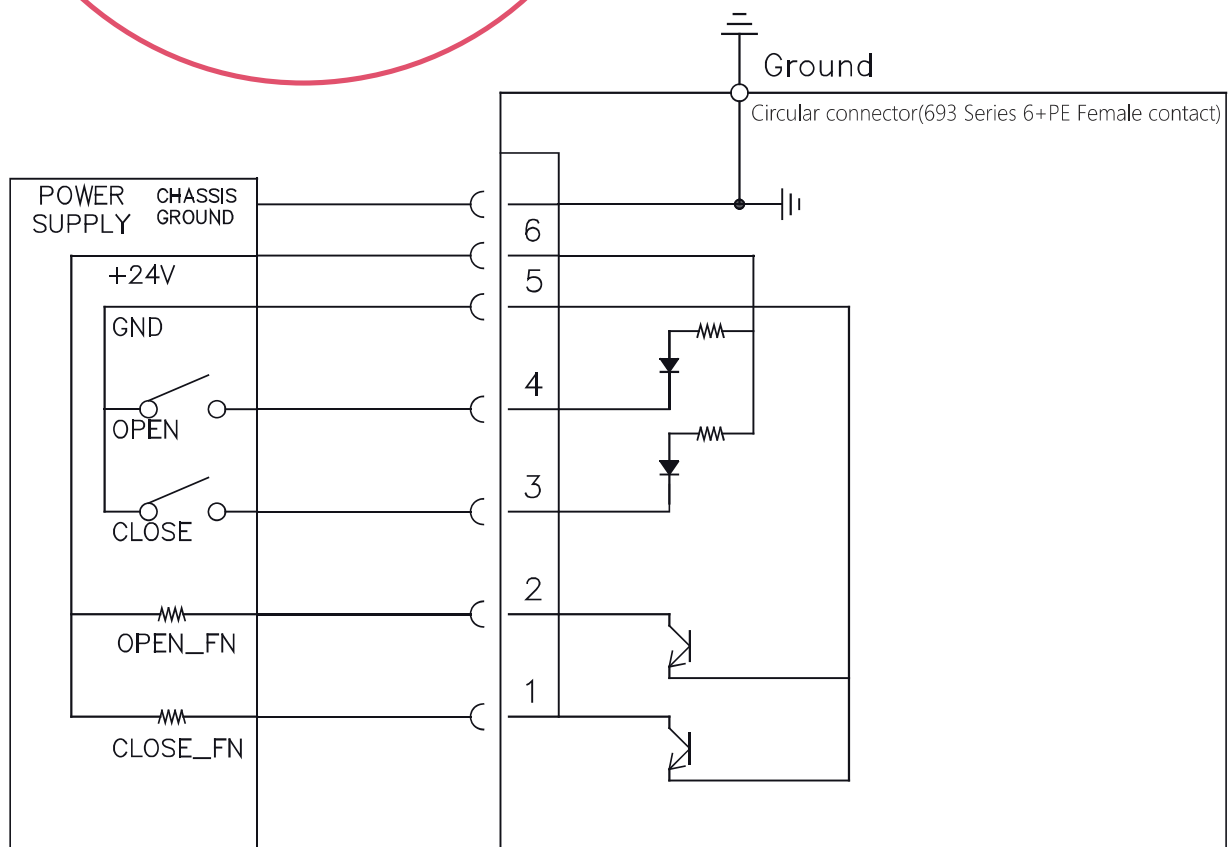 Ground
Circular connector(693 Series 6+PE Female contact)
POWER
SUPPLY
CHASSIS
GROUND
6
+24V
5
GND
4
OPEN
3
CLOSE
2
OPEN_FN
1
CLOSE_FN